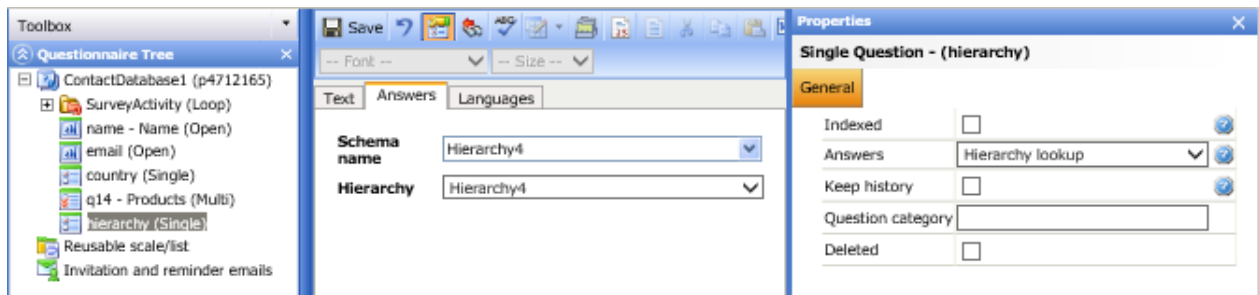 Toolbox
Questionnaire Tree
ContactDatabase1 (p4712165)
SurveyActivity (Loop)
name - Name (Open)
email (Open)
country (Single)
q14 - Products (Multi)
hierarchy (Single)
Reusable scale/list
Invitation and reminder emails
Save
ABC
-- Font --
-- Size --
Text
Answers
Languages
Schema name
Hierarchy4
Hierarchy
Hierarchy4
Properties
Single Question - (hierarchy)
General
Indexed
Answers
Hierarchy lookup
Keep history
Question category
Deleted